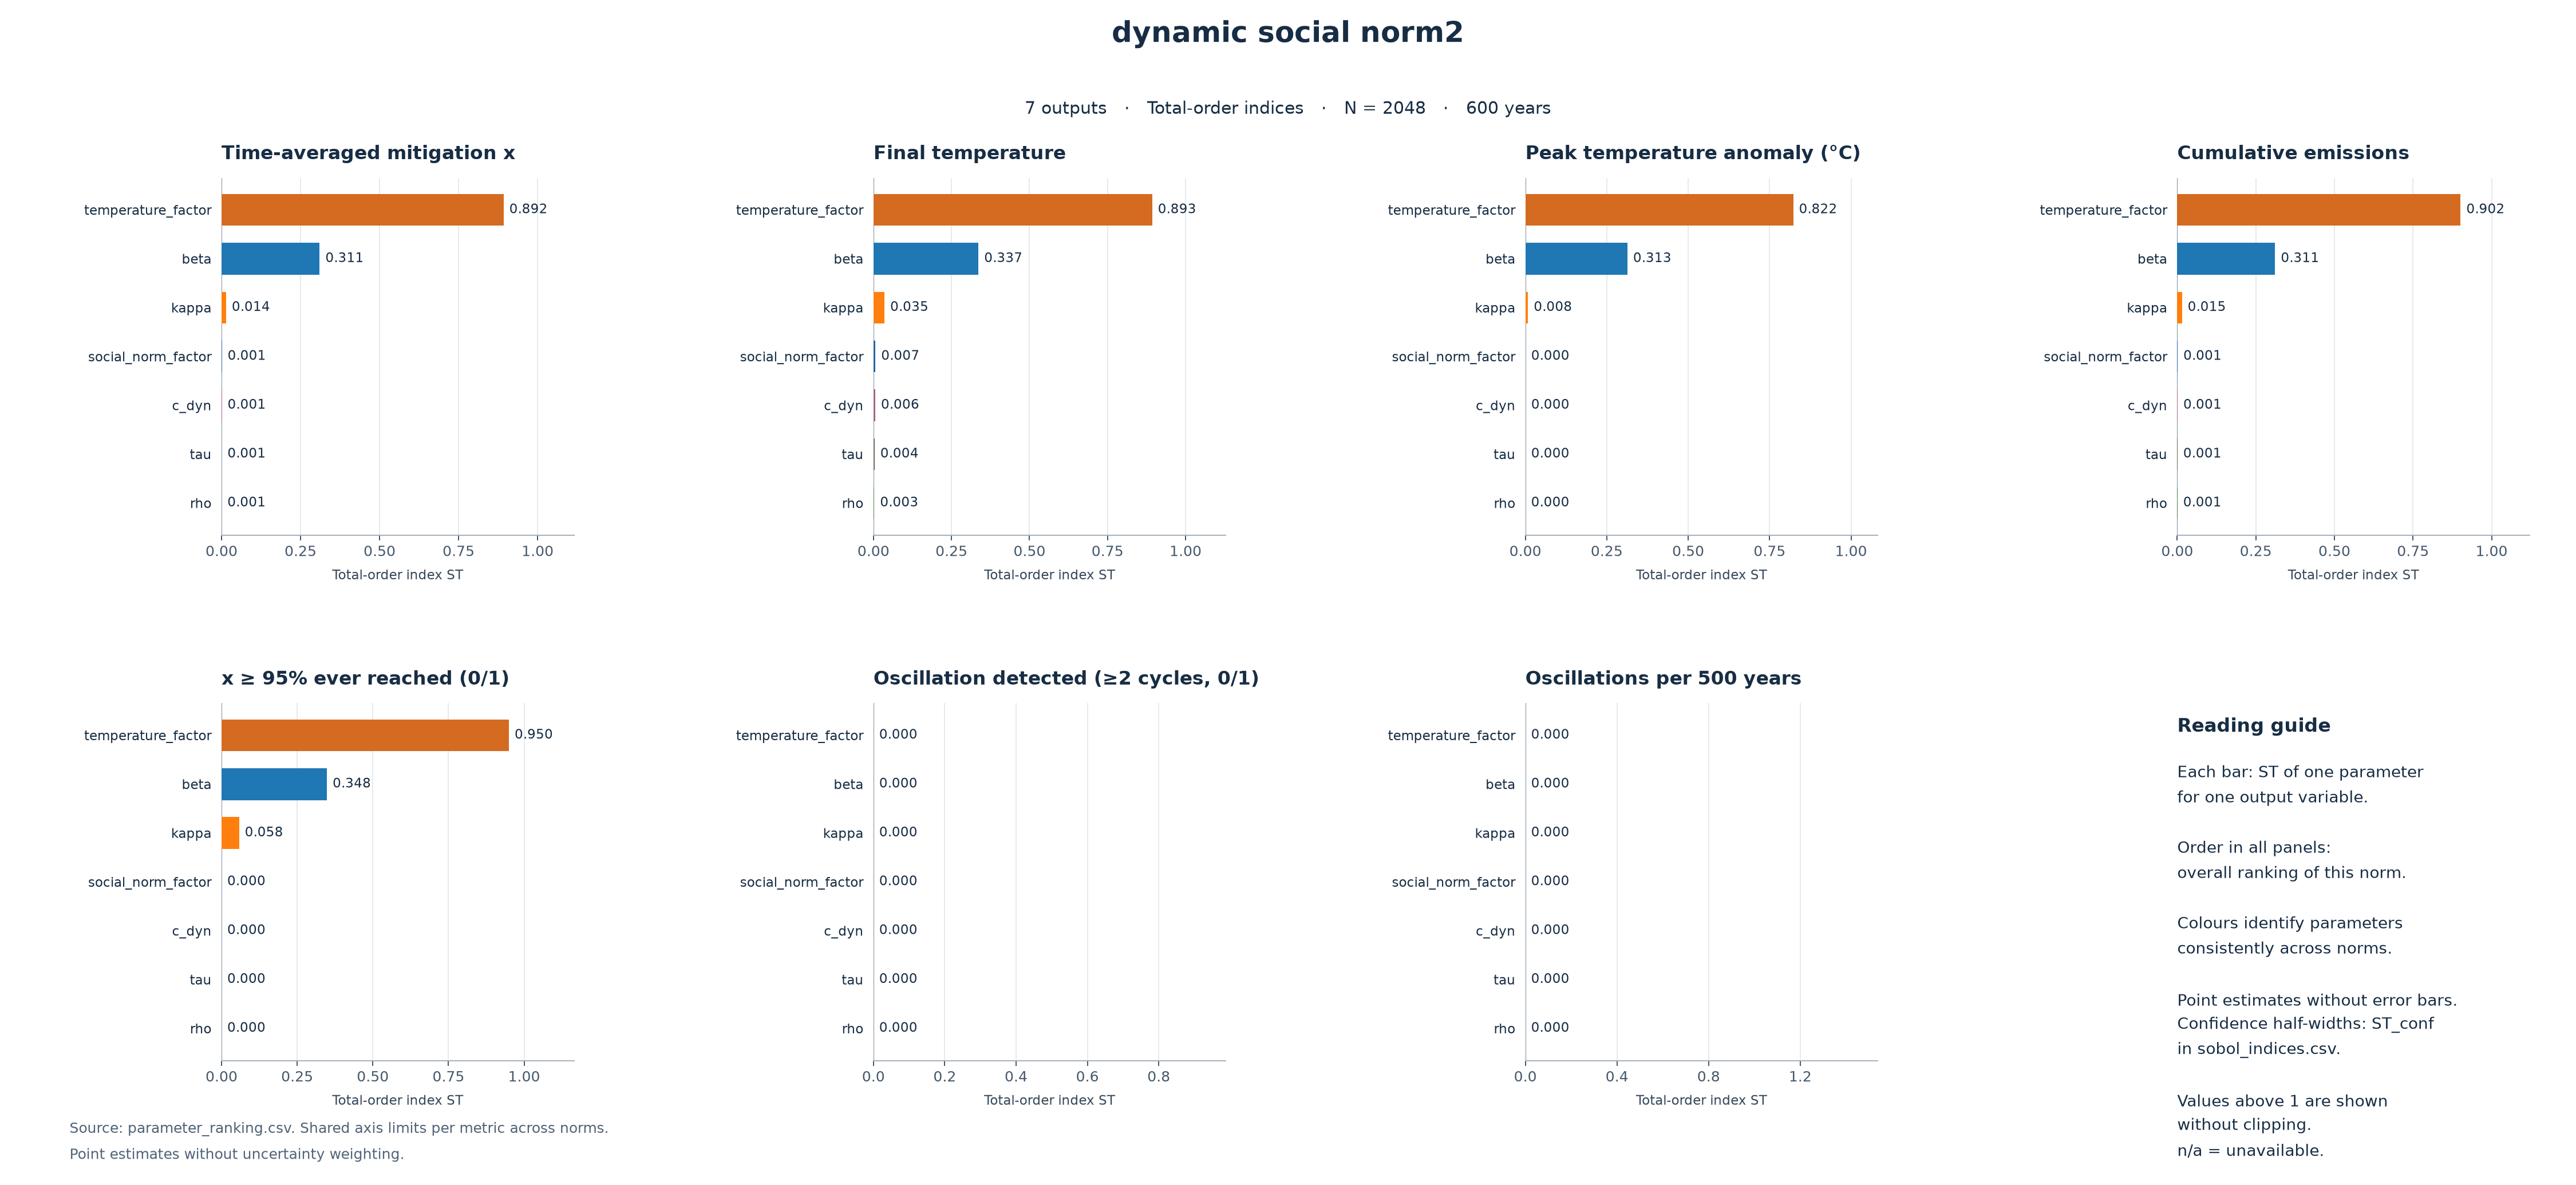 dynamic social norm2
7 outputs · Total-order indices · N = 2048 · 600 years
Time-averaged mitigation x
temperature_factor 0.892
beta 0.311
kappa 0.014
social_norm_factor 0.001
c_dyn 0.001
tau 0.001
rho 0.001
0.00 0.25 0.50 0.75 1.00
Total-order index ST
Final temperature
temperature_factor 0.893
beta 0.337
kappa 0.035
social_norm_factor 0.007
c_dyn 0.006
tau 0.004
rho 0.003
0.00 0.25 0.50 0.75 1.00
Total-order index ST
Peak temperature anomaly (°C)
temperature_factor 0.822
beta 0.313
kappa 0.008
social_norm_factor 0.000
c_dyn 0.000
tau 0.000
rho 0.000
0.00 0.25 0.50 0.75 1.00
Total-order index ST
Cumulative emissions
temperature_factor 0.902
beta 0.311
kappa 0.015
social_norm_factor 0.001
c_dyn 0.001
tau 0.001
rho 0.001
0.00 0.25 0.50 0.75 1.00
Total-order index ST
x ≥ 95% ever reached (0/1)
temperature_factor 0.950
beta 0.348
kappa 0.058
social_norm_factor 0.000
c_dyn 0.000
tau 0.000
rho 0.000
0.00 0.25 0.50 0.75 1.00
Total-order index ST
Oscillation detected (≥2 cycles, 0/1)
temperature_factor 0.000
beta 0.000
kappa 0.000
social_norm_factor 0.000
c_dyn 0.000
tau 0.000
rho 0.000
0.0 0.2 0.4 0.6 0.8
Total-order index ST
Oscillations per 500 years
temperature_factor 0.000
beta 0.000
kappa 0.000
social_norm_factor 0.000
c_dyn 0.000
tau 0.000
rho 0.000
0.0 0.4 0.8 1.2
Total-order index ST
Reading guide
Each bar: ST of one parameter
for one output variable.
Order in all panels:
overall ranking of this norm.
Colours identify parameters
consistently across norms.
Point estimates without error bars.
Confidence half-widths: ST_conf
in sobol_indices.csv.
Values above 1 are shown
without clipping.
n/a = unavailable.
Source: parameter_ranking.csv. Shared axis limits per metric across norms.
Point estimates without uncertainty weighting.